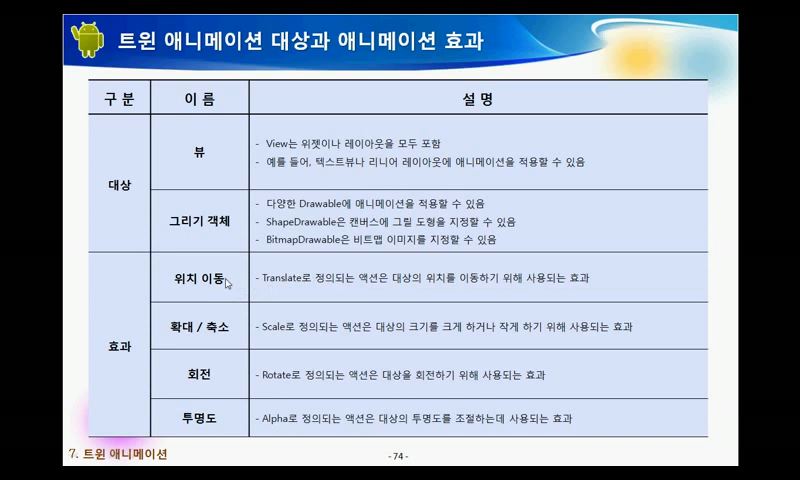 트윈 애니메이션 대상과 애니메이션 효과
구 분 이 름 설 명
대상
뷰
- View는 위젯이나 레이아웃을 모두 포함
- 예를 들어, 텍스트뷰나 리니어 레이아웃에 애니메이션을 적용할 수 있음
그리기 객체
- 다양한 Drawable에 애니메이션을 적용할 수 있음
- ShapeDrawable은 캔버스에 그릴 도형을 지정할 수 있음
- BitmapDrawable은 비트맵 이미지를 지정할 수 있음
효과
위치 이동 - Translate로 정의되는 액션은 대상의 위치를 이동하기 위해 사용되는 효과
확대 / 축소 - Scale로 정의되는 액션은 대상의 크기를 크게 하거나 작게 하기 위해 사용되는 효과
회전 - Rotate로 정의되는 액션은 대상을 회전하기 위해 사용되는 효과
투명도 - Alpha로 정의되는 액션은 대상의 투명도를 조절하는데 사용되는 효과
7. 트윈 애니메이션 - 74 -